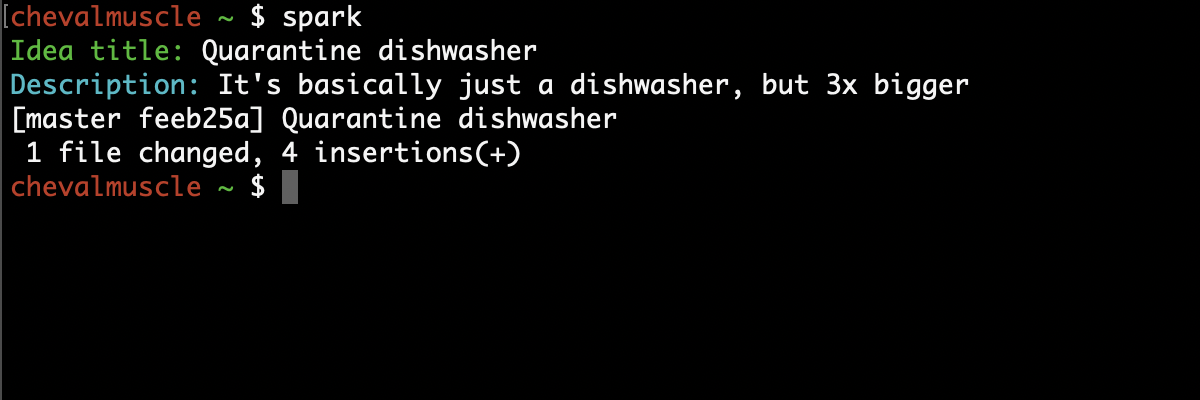 chevalmuscle ~ $ spark
Idea title: Quarantine dishwasher
Description: It's basically just a dishwasher, but 3x bigger
[master feeb25a] Quarantine dishwasher
 1 file changed, 4 insertions(+)
chevalmuscle ~ $